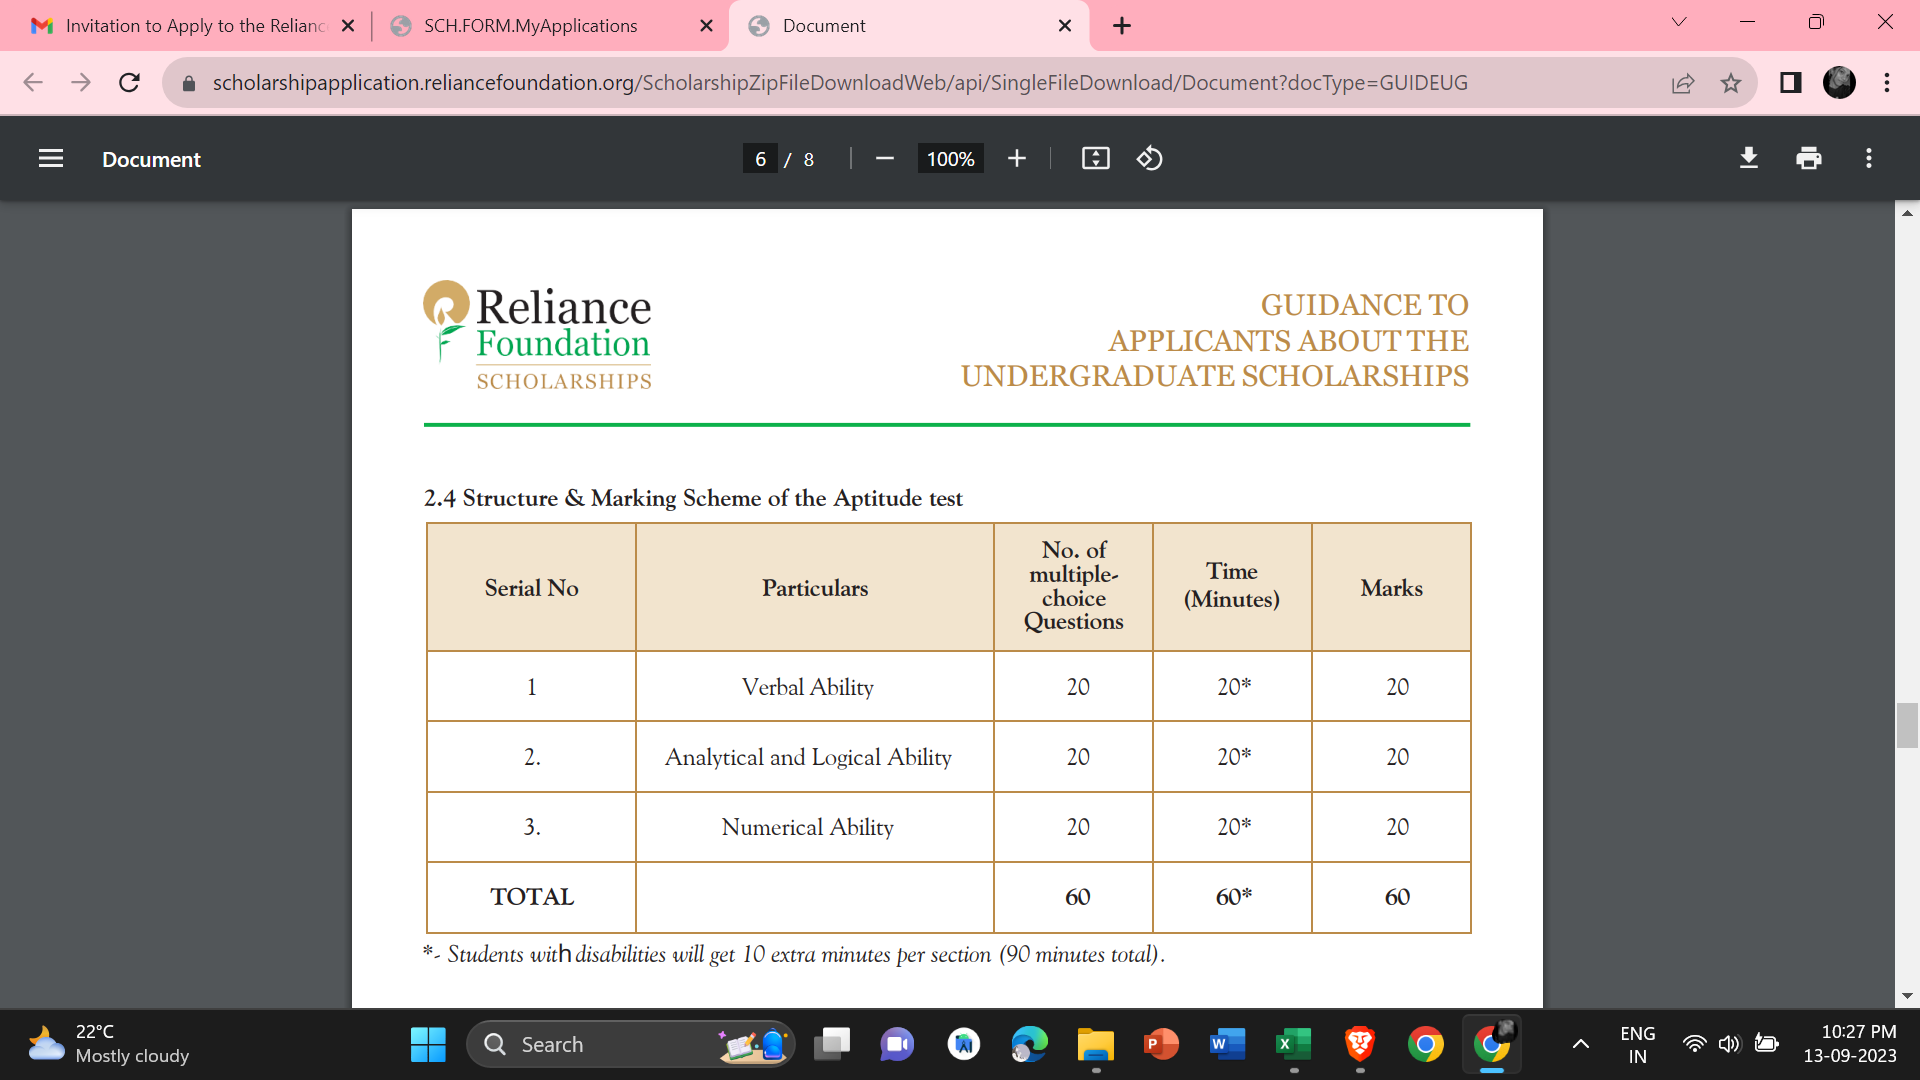 Invitation to Apply to the Relianc
SCH.FORM.MyApplications
Document
scholarshipapplication.reliancefoundation.org/ScholarshipZipFileDownloadWeb/api/SingleFileDownload/Document?docType=GUIDEUG
Document
6 / 8
100%
Reliance
Foundation
SCHOLARSHIPS
GUIDANCE TO
APPLICANTS ABOUT THE
UNDERGRADUATE SCHOLARSHIPS
2.4 Structure & Marking Scheme of the Aptitude test
Serial No Particulars No. of multiple-choice Questions Time (Minutes) Marks
1 Verbal Ability 20 20* 20
2. Analytical and Logical Ability 20 20* 20
3. Numerical Ability 20 20* 20
TOTAL 60 60* 60
*- Students with disabilities will get 10 extra minutes per section (90 minutes total).
22°C
Mostly cloudy
Search
ENG
IN
10:27 PM
13-09-2023